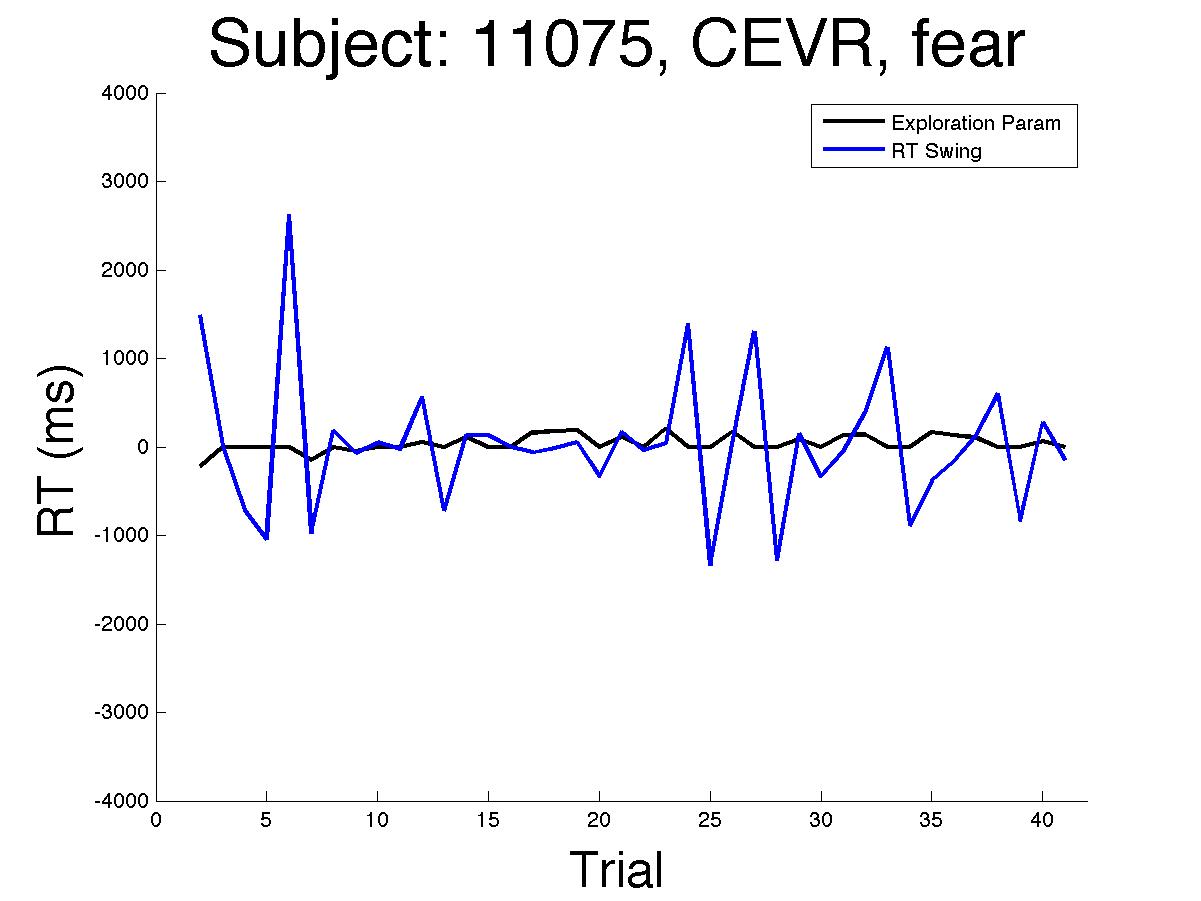 Subject: 11075, CEVR, fear
4000
3000
2000
1000
0
-1000
-2000
-3000
-4000
RT (ms)
Exploration Param
RT Swing
0 5 10 15 20 25 30 35 40
Trial